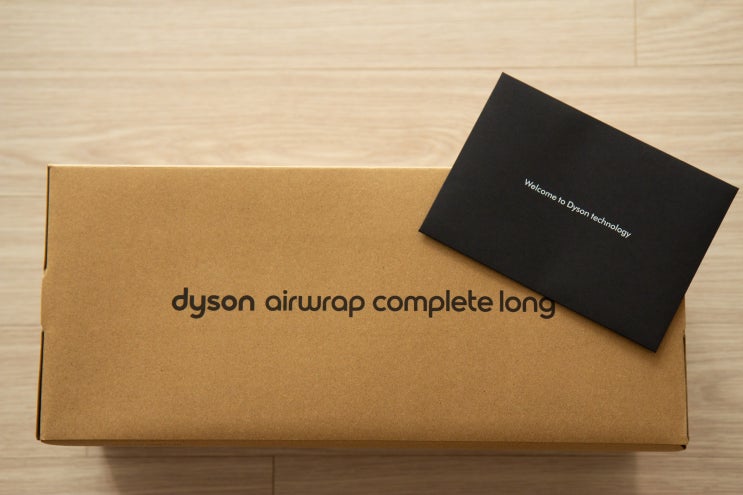 Welcome to Dyson technology
dyson airwrap complete long